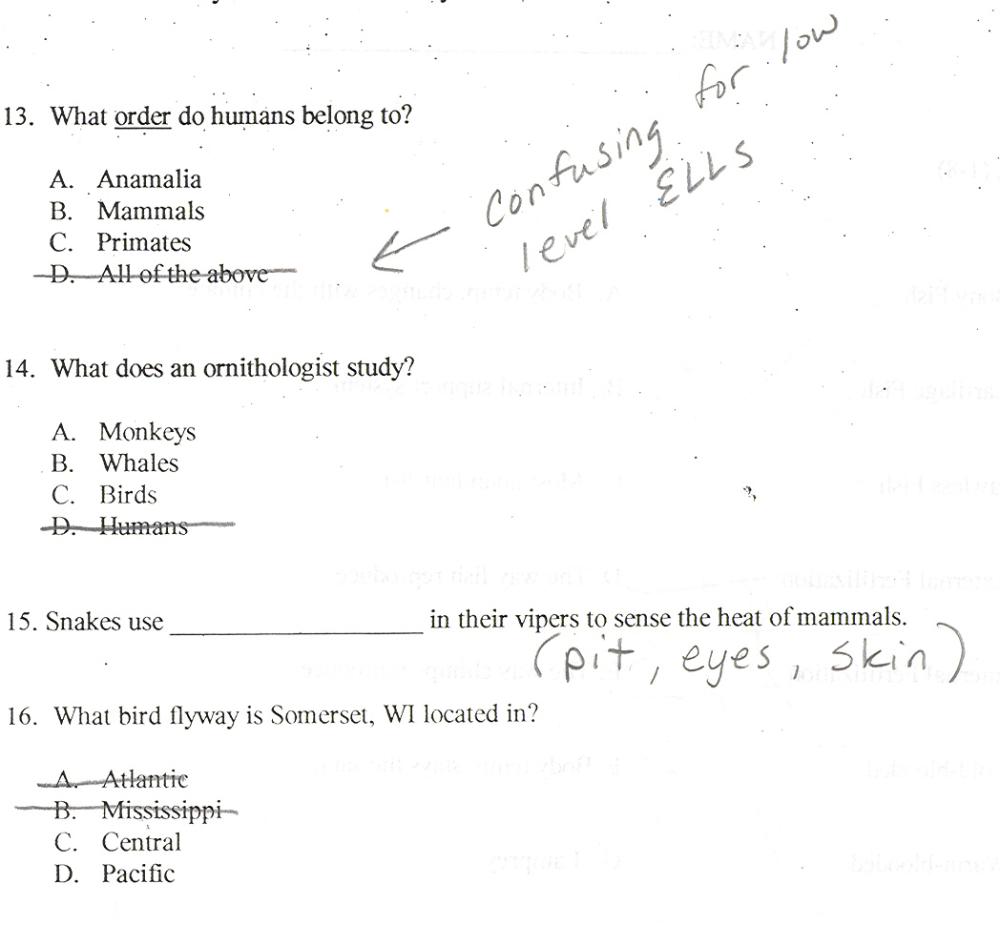 13. What order do humans belong to?
A. Anamalia
B. Mammals
C. Primates
D. All of the above
Confusing for low
level ELLS
14. What does an ornithologist study?
A. Monkeys
B. Whales
C. Birds
D. Humans
15. Snakes use ____________________ in their vipers to sense the heat of mammals.
(pit, eyes, skin)
16. What bird flyway is Somerset, WI located in?
A. Atlantic
B. Mississippi
C. Central
D. Pacific